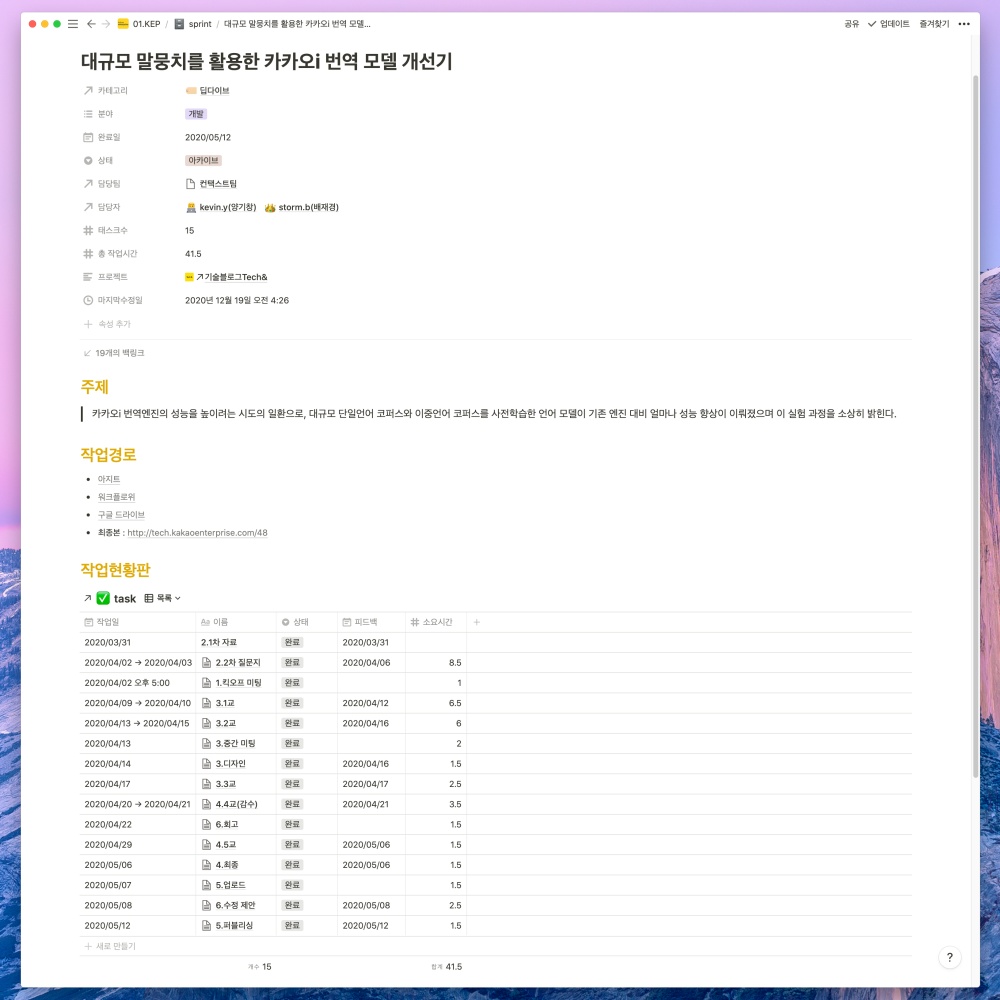 01.KEP / sprint / 대규모 말뭉치를 활용한 카카오i 번역 모델... 공유 업데이트 즐겨찾기 •••
대규모 말뭉치를 활용한 카카오i 번역 모델 개선기
카테고리 딥다이브
분야 개발
완료일 2020/05/12
상태 아카이브
담당팀 컨택스트팀
담당자 kevin.y(양기창) storm.b(배재경)
태스크수 15
총 작업시간 41.5
프로젝트 ↗기술블로그Tech&
마지막수정일 2020년 12월 19일 오전 4:26
+ 속성 추가
↙ 19개의 백링크
주제
카카오i 번역엔진의 성능을 높이려는 시도의 일환으로, 대규모 단일언어 코퍼스와 이중언어 코퍼스를 사전학습한 언어 모델이 기존 엔진 대비 얼마나 성능 향상이 이뤄졌으며 이 실험 과정을 소상히 밝힌다.
작업경로
• 아지트
• 워크플로위
• 구글 드라이브
• 최종본 : http://tech.kakaoenterprise.com/48
작업현황판
↗ ✅ task 목록
작업일 Aa 이름 상태 피드백 # 소요시간 +
2020/03/31 2.1차 자료 완료 2020/03/31
2020/04/02 → 2020/04/03 2.2차 질문지 완료 2020/04/06 8.5
2020/04/02 오후 5:00 1.킥오프 미팅 완료 1
2020/04/09 → 2020/04/10 3.1교 완료 2020/04/12 6.5
2020/04/13 → 2020/04/15 3.2교 완료 2020/04/16 6
2020/04/13 3.중간 미팅 완료 2
2020/04/14 3.디자인 완료 2020/04/16 1.5
2020/04/17 3.3교 완료 2020/04/17 2.5
2020/04/20 → 2020/04/21 4.4교(감수) 완료 2020/04/21 3.5
2020/04/22 6.회고 완료 1.5
2020/04/29 4.5교 완료 2020/05/06 1.5
2020/05/06 4.최종 완료 2020/05/06 1.5
2020/05/07 5.업로드 완료 1.5
2020/05/08 6.수정 제안 완료 2020/05/08 2.5
2020/05/12 5.퍼블리싱 완료 2020/05/12 1.5
+ 새로 만들기
개수 15 합계 41.5
?